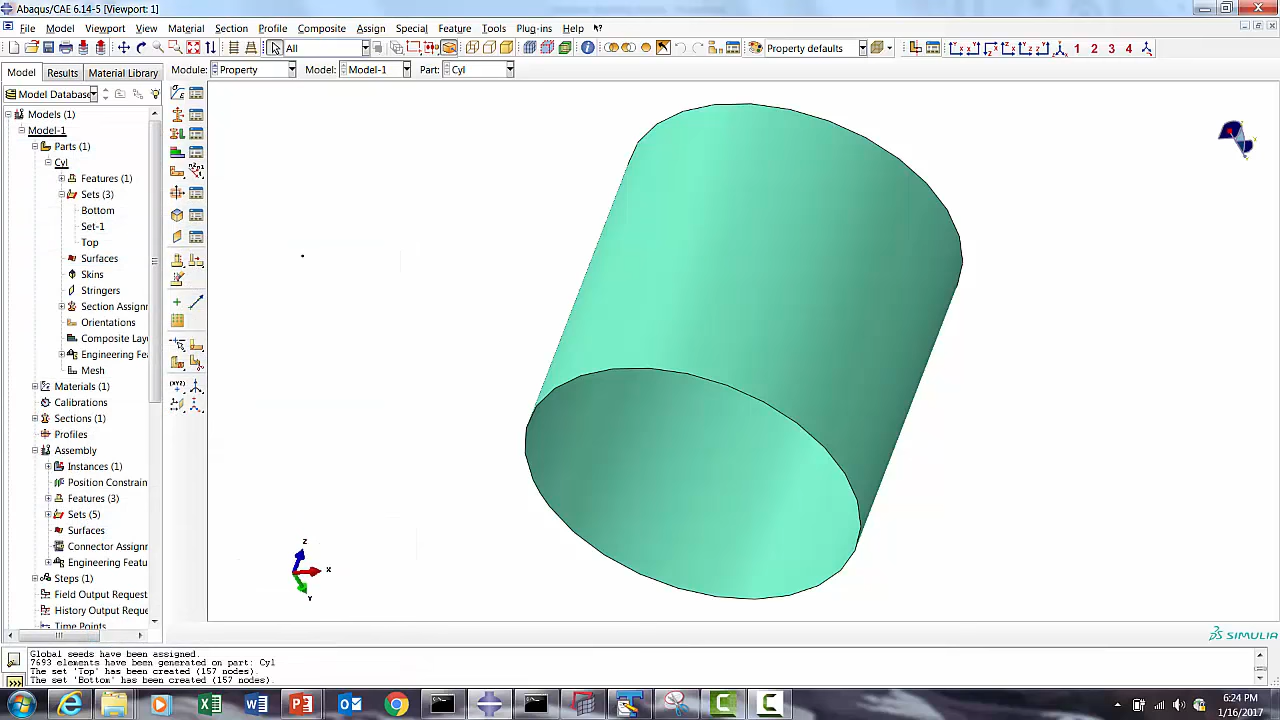 Abaqus/CAE 6.14-5 [Viewport: 1]
File Model Viewport View Material Section Profile Composite Assign Special Feature Tools Plug-ins Help
All Property defaults 1 2 3 4
Model Results Material Library Module: Property Model: Model-1 Part: Cyl
Model Database
Models (1)
Model-1
Parts (1)
Cyl
Features (1)
Sets (3)
Bottom
Set-1
Top
Surfaces
Skins
Stringers
Section Assignn
Orientations
Composite Lay
Engineering Fea
Mesh
Materials (1)
Calibrations
Sections (1)
Profiles
Assembly
Instances (1)
Position Constrain
Features (3)
Sets (5)
Surfaces
Connector Assign
Engineering Featu
Steps (1)
Field Output Request
History Output Reque
Time Points
Z
X
Y
SIMULIA
Global seeds have been assigned.
7693 elements have been generated on part: Cyl
The set 'Top' has been created (157 nodes).
The set 'Bottom' has been created (157 nodes).
6:24 PM
1/16/2017